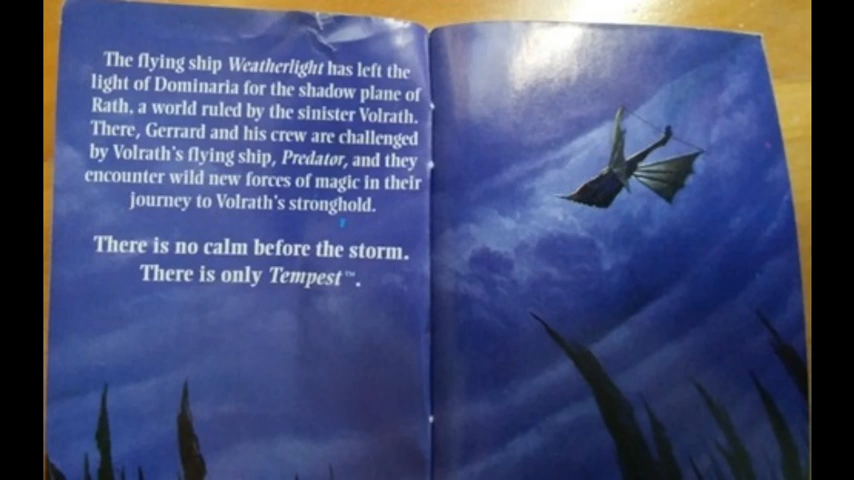 The flying ship Weatherlight has left the
light of Dominaria for the shadow plane of
Rath, a world ruled by the sinister Volrath.
There, Gerrard and his crew are challenged
by Volrath's flying ship, Predator, and they
encounter wild new forces of magic in their
journey to Volrath's stronghold.
There is no calm before the storm.
There is only Tempest™.